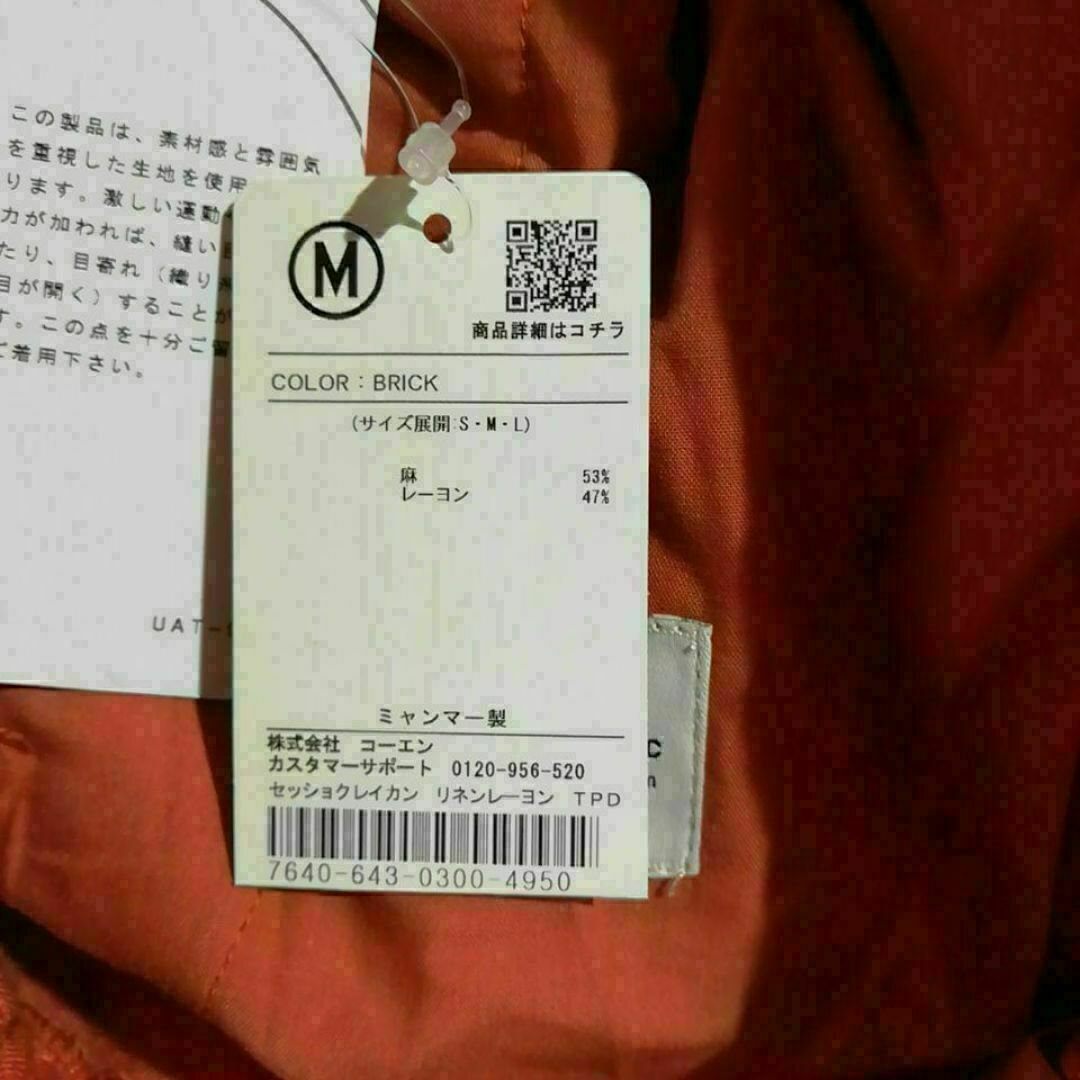 この製品は、素材感と雰囲気
を重視した生地を使用
ります。激しい運動
力が加われば、縫い
たり、目寄れ（織り
目が開く）すること
す。この点を十分ご
ご着用下さい。
UAT-
M
商品詳細はコチラ
COLOR：BRICK
(サイズ展開:S・M・L)
麻 53%
レーヨン 47%
ミャンマー製
株式会社 コーエン
カスタマーサポート 0120-956-520
セッショクレイカン リネンレーヨン TPD
7640-643-0300-4950
C
n